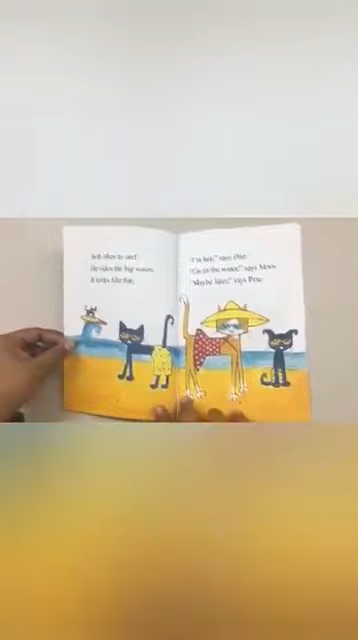 Bob likes to surf.
He rides the big waves.
It looks like fun.
"I'm hot," says Pete.
"Go in the water," says Mom.
"Maybe later," says Pete.